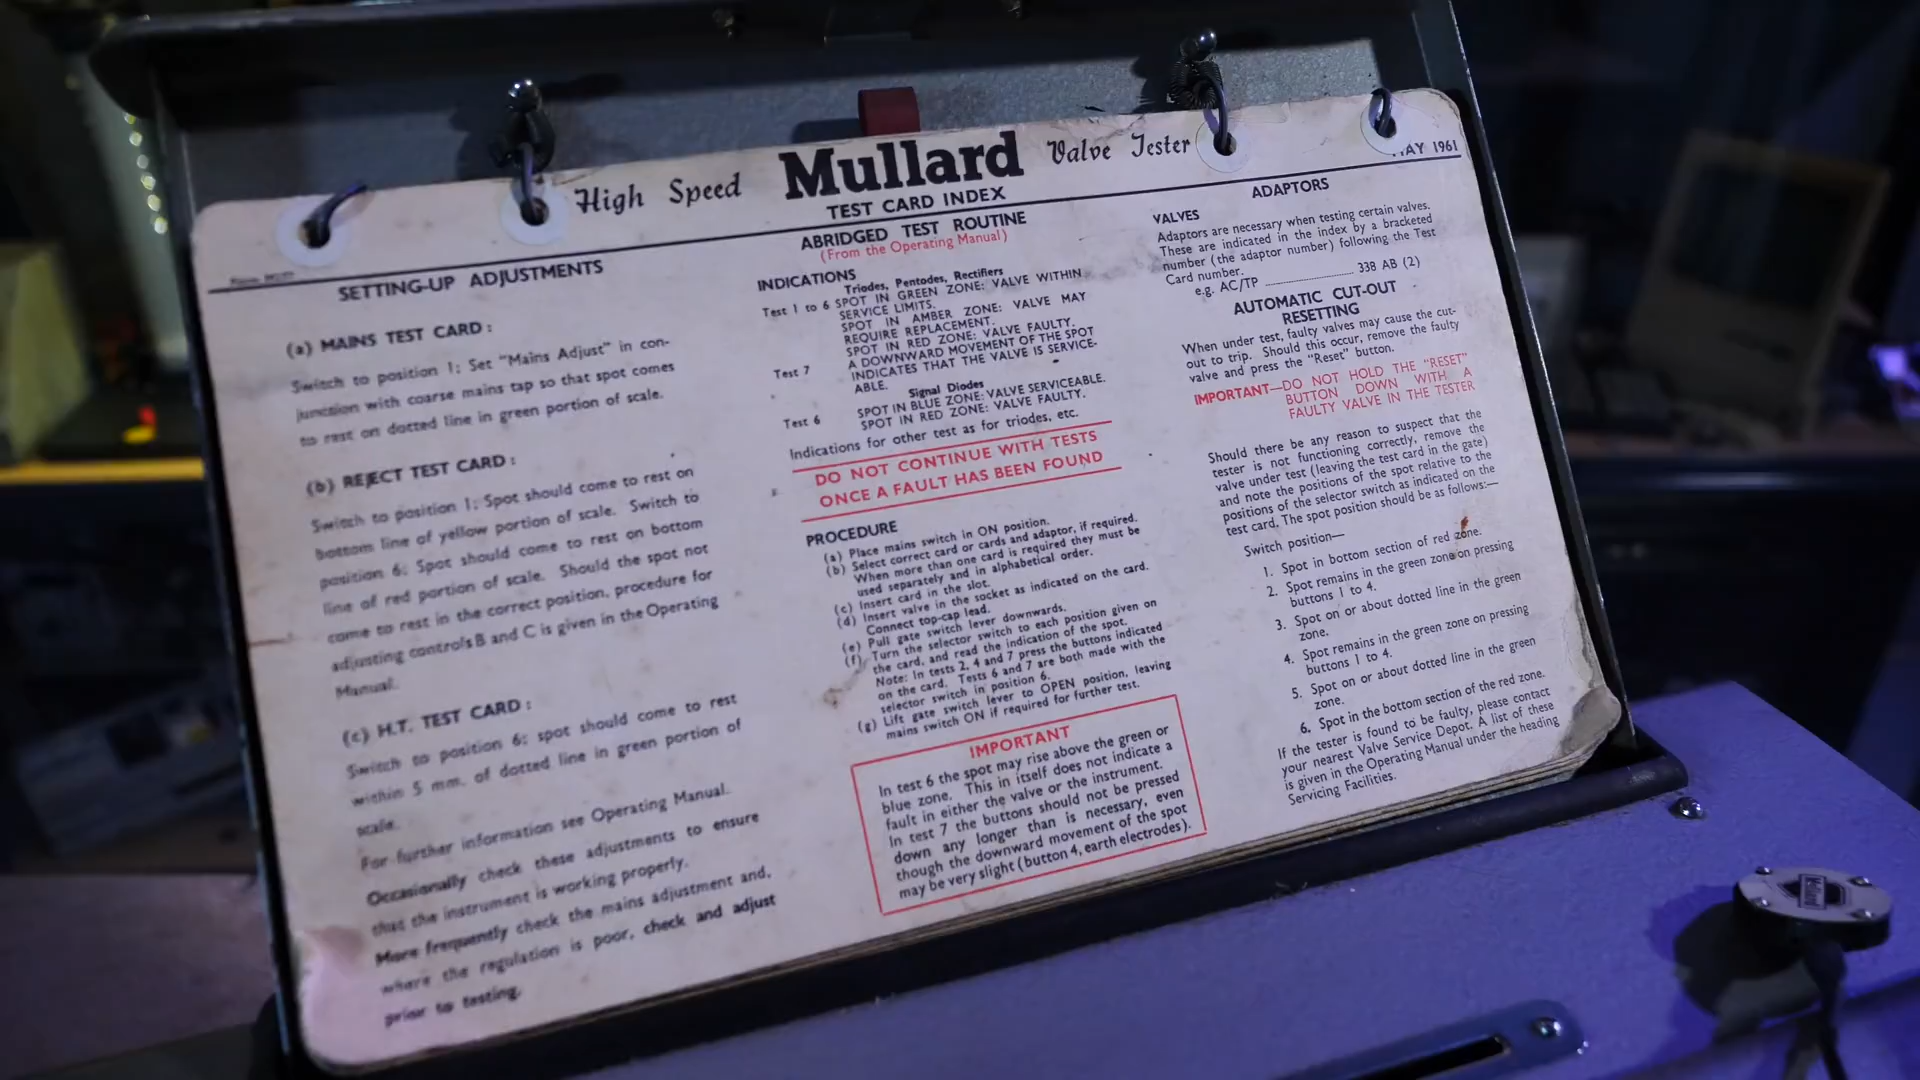 High Speed Mullard Valve Tester
MAY 1961
TEST CARD INDEX
SETTING-UP ADJUSTMENTS
(a) MAINS TEST CARD :
Switch to position 1; Set "Mains Adjust" in con-
junction with coarse mains tap so that spot comes
to rest on dotted line in green portion of scale.
(b) REJECT TEST CARD :
Switch to position 1; Spot should come to rest on
bottom line of yellow portion of scale. Switch to
position 6; Spot should come to rest on bottom
line of red portion of scale. Should the spot not
come to rest in the correct position, procedure for
adjusting controls B and C is given in the Operating
Manual.
(c) H.T. TEST CARD :
Switch to position 6; spot should come to rest
within 5 mm. of dotted line in green portion of
scale.
For further information see Operating Manual.
Occasionally check these adjustments to ensure
that the instrument is working properly.
More frequently check the mains adjustment and,
where the regulation is poor, check and adjust
prior to testing.
ABRIDGED TEST ROUTINE
(From the Operating Manual)
INDICATIONS
Triodes, Pentodes, Rectifiers
Test 1 to 6 SPOT IN GREEN ZONE: VALVE WITHIN
SERVICE LIMITS.
SPOT IN AMBER ZONE: VALVE MAY
REQUIRE REPLACEMENT.
SPOT IN RED ZONE: VALVE FAULTY.
Test 7 A DOWNWARD MOVEMENT OF THE SPOT
INDICATES THAT THE VALVE IS SERVICE-
ABLE.
Signal Diodes
Test 6 SPOT IN BLUE ZONE: VALVE SERVICEABLE.
SPOT IN RED ZONE: VALVE FAULTY.
Indications for other test as for triodes, etc.
DO NOT CONTINUE WITH TESTS
ONCE A FAULT HAS BEEN FOUND
PROCEDURE
(a) Place mains switch in ON position.
(b) Select correct card or cards and adaptor, if required.
When more than one card is required they must be
used separately and in alphabetical order.
(c) Insert card in the slot.
(d) Insert valve in the socket as indicated on the card.
Connect top-cap lead.
(e) Pull gate switch lever downwards.
(f) Turn the selector switch to each position given on
the card, and read the indication of the spot.
Note: In tests 2, 4 and 7 press the buttons indicated
on the card. Tests 6 and 7 are both made with the
selector switch in position 6.
(g) Lift gate switch lever to OPEN position, leaving
mains switch ON if required for further test.
IMPORTANT
In test 6 the spot may rise above the green or
blue zone. This in itself does not indicate a
fault in either the valve or the instrument.
In test 7 the buttons should not be pressed
down any longer than is necessary, even
though the downward movement of the spot
may be very slight (button 4, earth electrodes).
ADAPTORS
VALVES
Adaptors are necessary when testing certain valves.
These are indicated in the index by a bracketed
number (the adaptor number) following the Test
Card number.
e.g. AC/TP .......... 338 AB (2)
AUTOMATIC CUT-OUT
RESETTING
When under test, faulty valves may cause the cut-
out to trip. Should this occur, remove the faulty
valve and press the "Reset" button.
IMPORTANT—DO NOT HOLD THE "RESET"
BUTTON DOWN WITH A
FAULTY VALVE IN THE TESTER
Should there be any reason to suspect that the
tester is not functioning correctly, remove the
valve under test (leaving the test card in the gate)
and note the positions of the spot relative to the
positions of the selector switch as indicated on the
test card. The spot position should be as follows:—
Switch position—
1. Spot in bottom section of red zone.
2. Spot remains in the green zone on pressing
buttons 1 to 4.
3. Spot on or about dotted line in the green
zone.
4. Spot remains in the green zone on pressing
buttons 1 to 4.
5. Spot on or about dotted line in the green
zone.
6. Spot in the bottom section of the red zone.
If the tester is found to be faulty, please contact
your nearest Valve Service Depot. A list of these
is given in the Operating Manual under the heading
Servicing Facilities.
Mullard